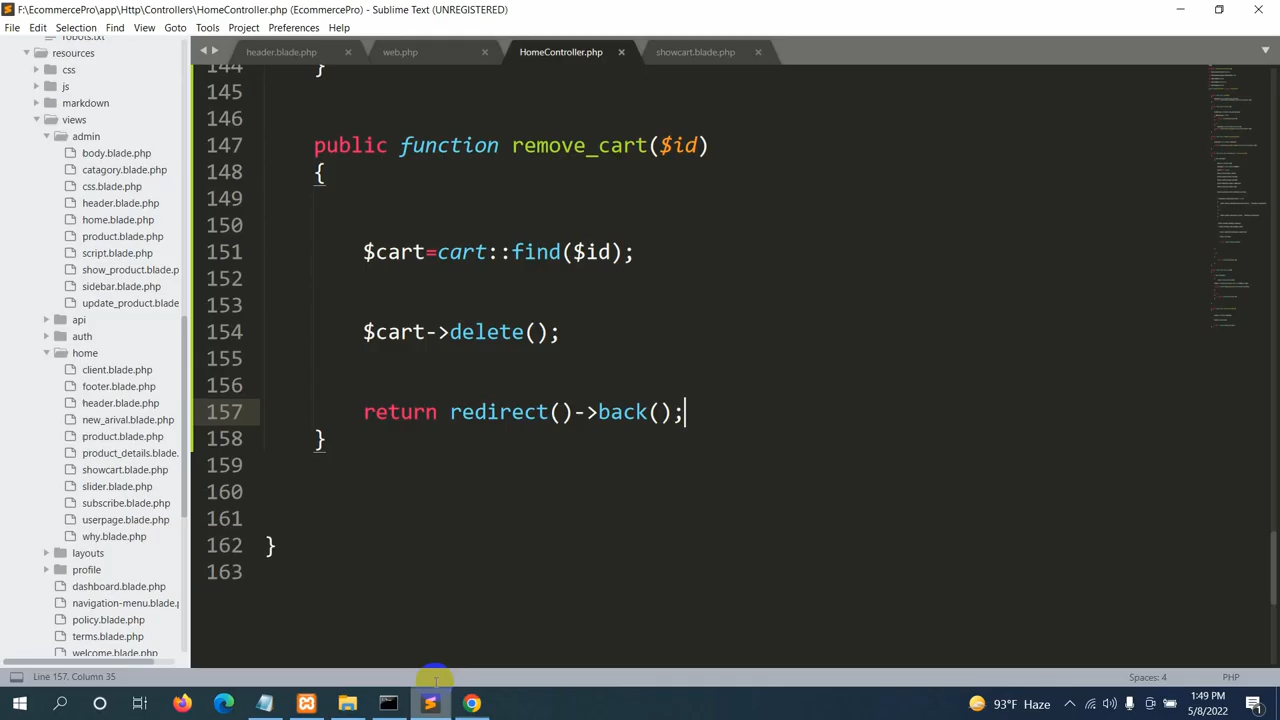 F:\EcommercePro\app\Http\Controllers\HomeController.php (EcommercePro) - Sublime Text (UNREGISTERED)
File Edit Selection Find View Goto Tools Project Preferences Help
header.blade.php web.php HomeController.php showcart.blade.php
robots.txt
resources
css
js
markdown
views
admin
body.blade.php
catagory.blade.php
css.blade.php
header.blade.php
home.blade.php
product.blade.php
script.blade.php
show_product.blade.p
sidebar.blade.php
update_product.blade
api
auth
home
client.blade.php
footer.blade.php
header.blade.php
new_arival.blade.php
product.blade.php
product_details.blade.
showcart.blade.php
slider.blade.php
subscribe.blade.php
userpage.blade.php
why.blade.php
layouts
profile
dashboard.blade.php
navigation-menu.blade.p
policy.blade.php
terms.blade.php
welcome.blade.php
144 }
145
146
147 public function remove_cart($id)
148 {
149
150
151 $cart=cart::find($id);
152
153
154 $cart->delete();
155
156
157 return redirect()->back();
158 }
159
160
161
162 }
163
Line 157, Column 35 Spaces: 4 PHP
93°F Haze 1:49 PM
5/8/2022